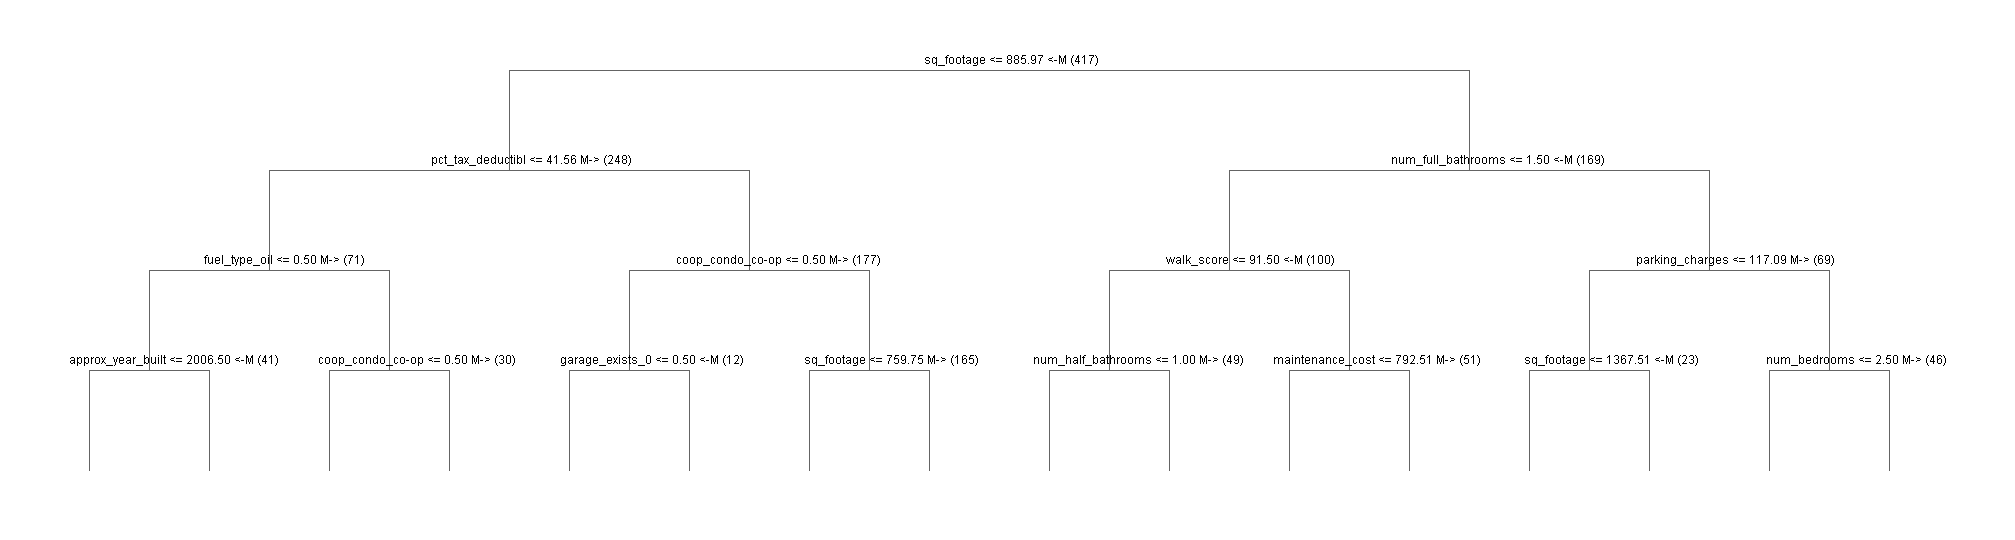 sq_footage <= 885.97 <-M (417)
pct_tax_deductibl <= 41.56 M-> (248)
num_full_bathrooms <= 1.50 <-M (169)
fuel_type_oil <= 0.50 M-> (71)
coop_condo_co-op <= 0.50 M-> (177)
walk_score <= 91.50 <-M (100)
parking_charges <= 117.09 M-> (69)
approx_year_built <= 2006.50 <-M (41)
coop_condo_co-op <= 0.50 M-> (30)
garage_exists_0 <= 0.50 <-M (12)
sq_footage <= 759.75 M-> (165)
num_half_bathrooms <= 1.00 M-> (49)
maintenance_cost <= 792.51 M-> (51)
sq_footage <= 1367.51 <-M (23)
num_bedrooms <= 2.50 M-> (46)